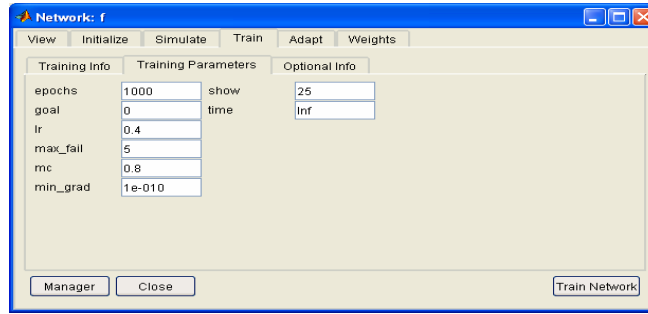 Network: f
View Initialize Simulate Train Adapt Weights
Training Info Training Parameters Optional Info
epochs 1000 show 25
goal 0 time Inf
lr 0.4
max_fail 5
mc 0.8
min_grad 1e-010
Manager Close Train Network